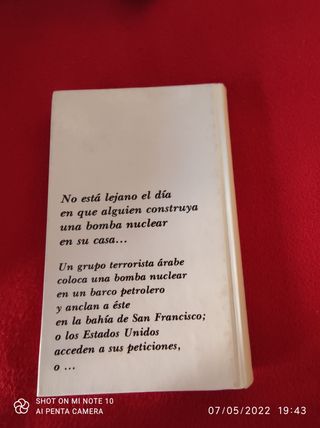 No está lejano el día
en que alguien construya
una bomba nuclear
en su casa...
Un grupo terrorista árabe
coloca una bomba nuclear
en un barco petrolero
y anclan a éste
en la bahía de San Francisco;
o los Estados Unidos
acceden a sus peticiones,
o ...
SHOT ON MI NOTE 10
AI PENTA CAMERA
07/05/2022 19:43